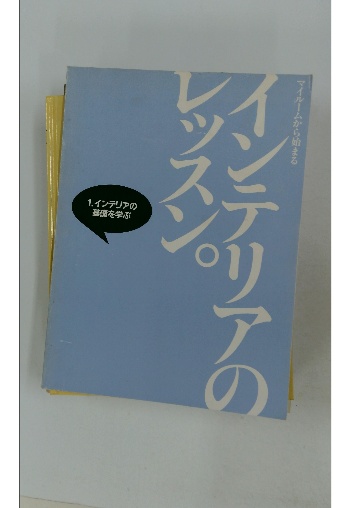 マイルームから始まる
インテリアの
レッスン。
1.インテリアの
基礎を学ぶ